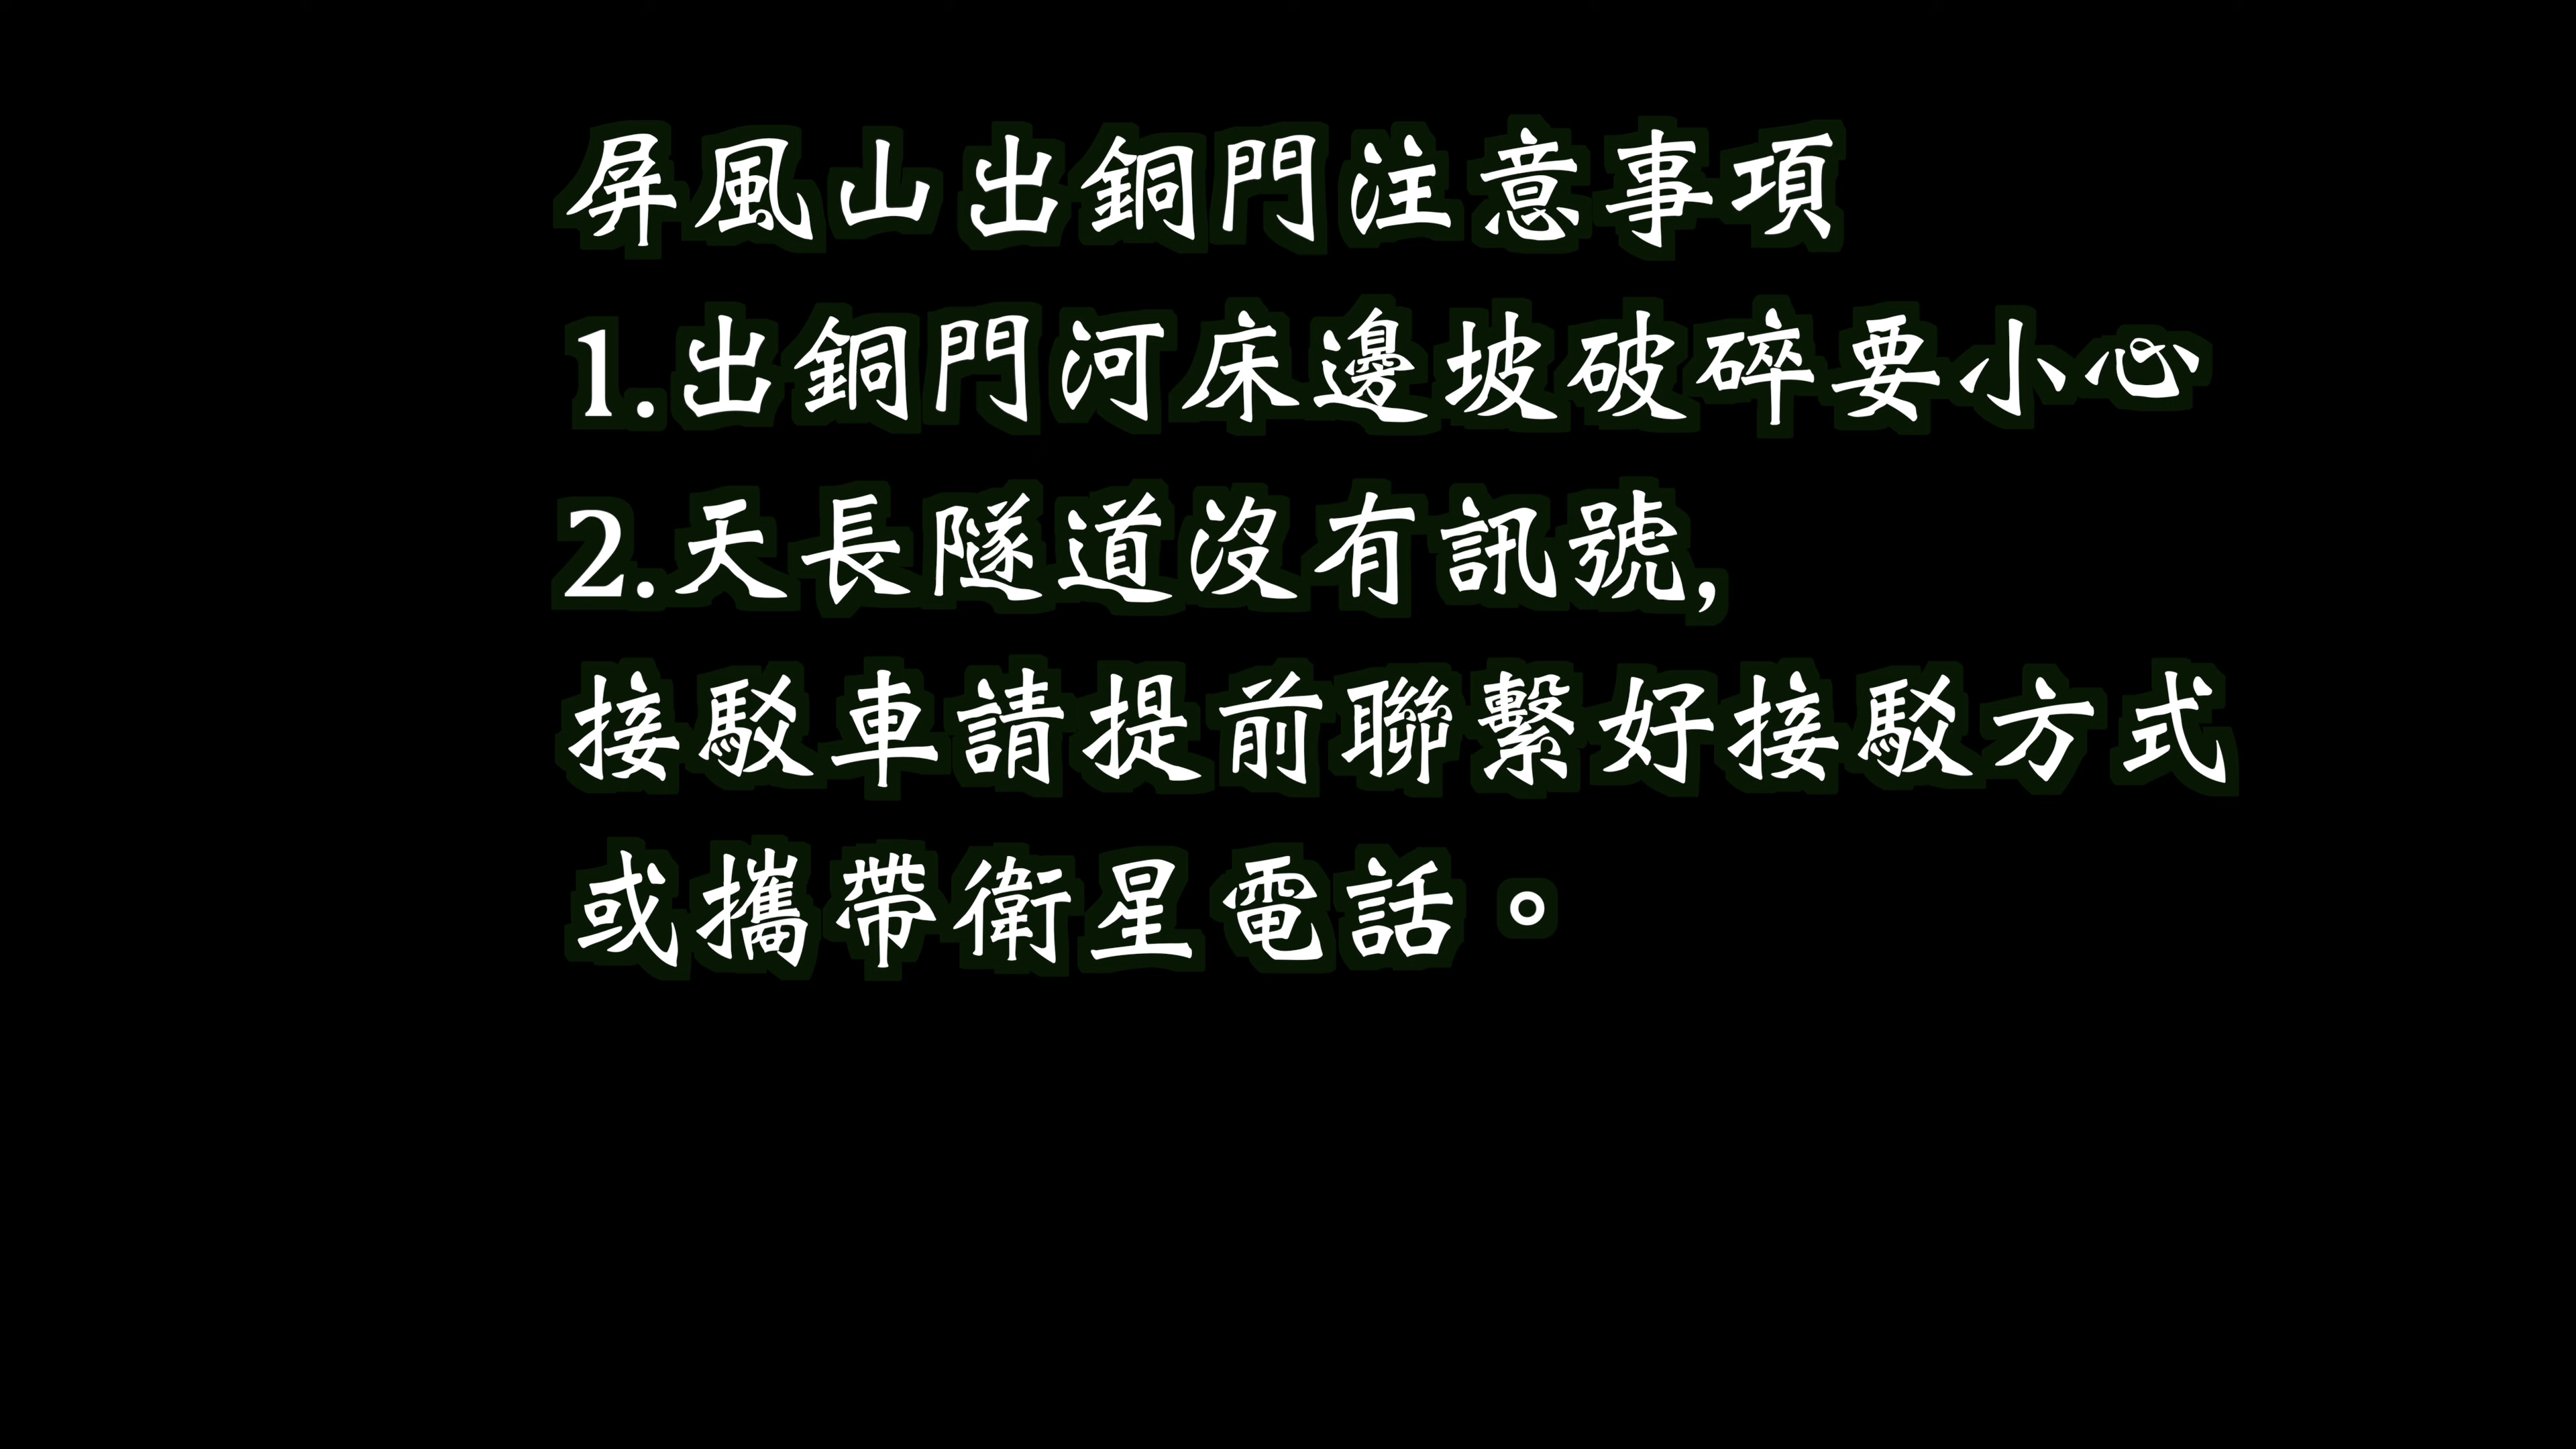 屏風山出銅門注意事項
1.出銅門河床邊坡破碎要小心
2.天長隧道沒有訊號,
接駁車請提前聯繫好接駁方式
或攜帶衛星電話。